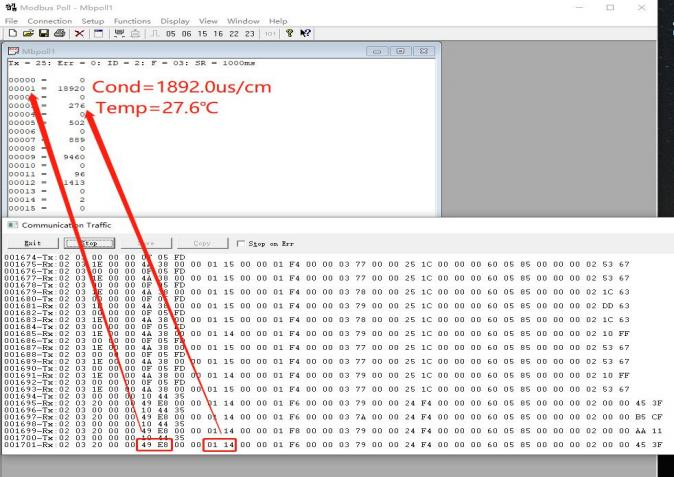 Modbus Poll - Mbpoll1
File Connection Setup Functions Display View Window Help
05 06 15 16 22 23 101
Mbpoll1
Tx = 25: Err = 0: ID = 2: F = 03: SR = 1000ms
00000 = 0
00001 = 18920
Cond=1892.0us/cm
= 0
276
Temp=27.6℃
= 0
00005 = 502
00006 = 0
00007 = 889
00008 = 0
00009 = 9460
00010 = 0
00011 = 96
00012 = 1413
00013 = 0
00014 = 2
00015 = 0
Communication Traffic
Exit Stop Save Copy Stop on Err
001674-Tx:02 03 00 00 00 0F 05 FD
001675-Rx:02 03 1E 00 00 4A 38 00 00 01 15 00 00 01 F4 00 00 03 77 00 00 25 1C 00 00 00 60 05 85 00 00 00 02 53 67
001676-Tx:02 03 00 00 00 0F 05 FD
001677-Rx:02 03 1E 00 00 4A 38 00 00 01 15 00 00 01 F4 00 00 03 77 00 00 25 1C 00 00 00 60 05 85 00 00 00 02 53 67
001678-Tx:02 03 00 00 00 0F 05 FD
001679-Rx:02 03 1E 00 00 4A 38 00 00 01 15 00 00 01 F4 00 00 03 78 00 00 25 1C 00 00 00 60 05 85 00 00 00 02 1C 63
001680-Tx:02 03 00 00 00 0F 05 FD
001681-Rx:02 03 1E 00 00 4A 38 00 00 01 15 00 00 01 F4 00 00 03 79 00 00 25 1C 00 00 00 60 05 85 00 00 00 02 DD 63
001682-Tx:02 03 00 00 00 0F 05 FD
001683-Rx:02 03 1E 00 00 4A 38 00 00 01 15 00 00 01 F4 00 00 03 78 00 00 25 1C 00 00 00 60 05 85 00 00 00 02 1C 63
001684-Tx:02 03 00 00 00 0F 05 FD
001685-Rx:02 03 1E 00 00 4A 38 00 00 01 14 00 00 01 F4 00 00 03 79 00 00 25 1C 00 00 00 60 05 85 00 00 00 02 10 FF
001686-Tx:02 03 00 00 00 0F 05 FD
001687-Rx:02 03 1E 00 00 4A 38 00 00 01 15 00 00 01 F4 00 00 03 77 00 00 25 1C 00 00 00 60 05 85 00 00 00 02 53 67
001688-Tx:02 03 00 00 00 0F 05 FD
001689-Rx:02 03 1E 00 00 4A 38 00 00 01 15 00 00 01 F4 00 00 03 77 00 00 25 1C 00 00 00 60 05 85 00 00 00 02 53 67
001690-Tx:02 03 00 00 00 0F 05 FD
001691-Rx:02 03 1E 00 00 4A 38 00 00 01 14 00 00 01 F4 00 00 03 79 00 00 25 1C 00 00 00 60 05 85 00 00 00 02 10 FF
001692-Tx:02 03 00 00 00 0F 05 FD
001693-Rx:02 03 1E 00 00 4A 38 00 00 01 15 00 00 01 F4 00 00 03 77 00 00 25 1C 00 00 00 60 05 85 00 00 00 02 53 67
001694-Tx:02 03 00 00 00 10 44 35
001695-Rx:02 03 20 00 00 49 E8 00 00 01 14 00 00 01 F6 00 00 03 79 00 00 24 F4 00 00 00 60 05 85 00 00 00 02 00 00 45 3F
001696-Tx:02 03 00 00 00 10 44 35
001697-Rx:02 03 20 00 00 49 E8 00 00 01 14 00 00 01 F6 00 00 03 7A 00 00 24 F4 00 00 00 60 05 85 00 00 00 02 00 00 B5 CF
001698-Tx:02 03 00 00 00 10 44 35
001699-Rx:02 03 20 00 00 49 E8 00 00 01 14 00 00 01 F8 00 00 03 79 00 00 24 F4 00 00 00 60 05 85 00 00 00 02 00 00 AA 11
001700-Tx:02 03 00 00 00 10 44 35
001701-Rx:02 03 20 00 00 49 E8 00 00 01 14 00 00 01 F6 00 00 03 79 00 00 24 F4 00 00 00 60 05 85 00 00 00 02 00 00 45 3F